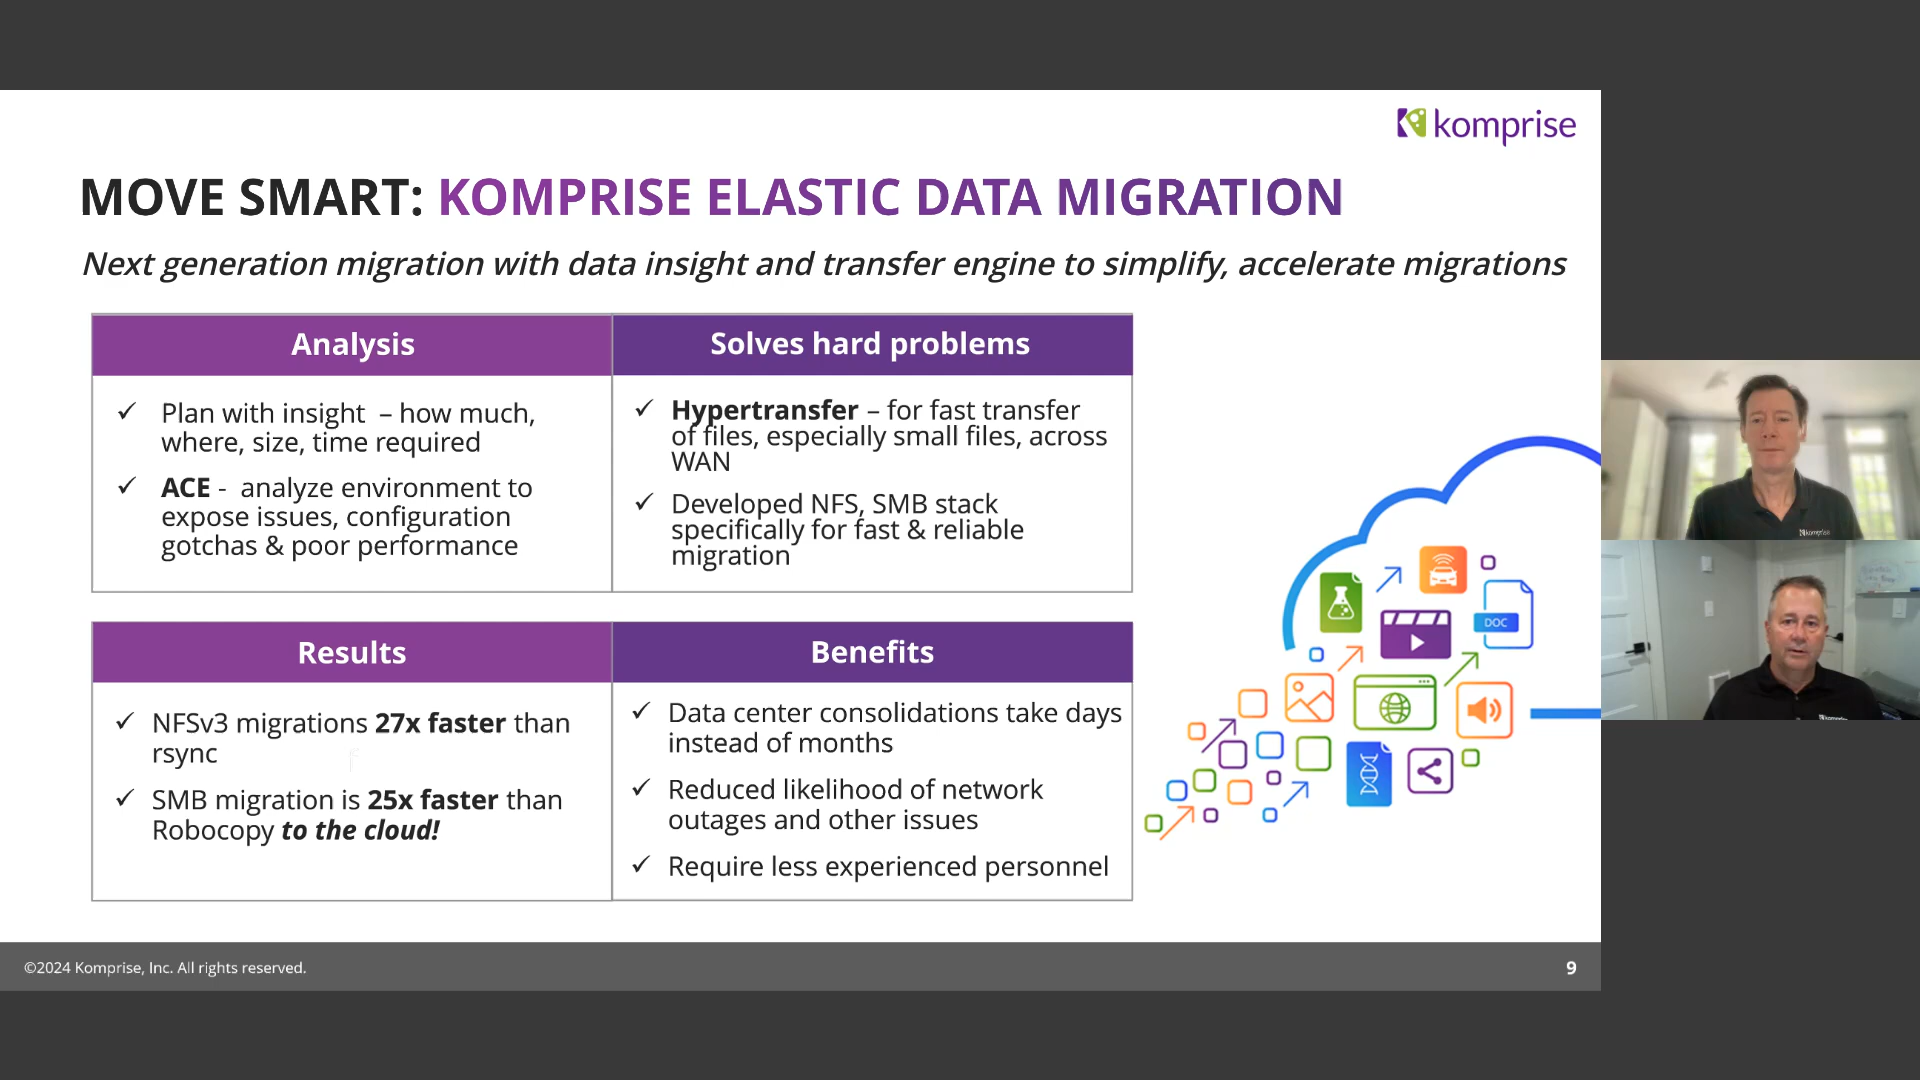 komprise
MOVE SMART: KOMPRISE ELASTIC DATA MIGRATION
Next generation migration with data insight and transfer engine to simplify, accelerate migrations
Analysis
✓ Plan with insight – how much,
where, size, time required
✓ ACE - analyze environment to
expose issues, configuration
gotchas & poor performance
Solves hard problems
✓ Hypertransfer – for fast transfer
of files, especially small files, across
WAN
✓ Developed NFS, SMB stack
specifically for fast & reliable
migration
Results
✓ NFSv3 migrations 27x faster than
rsync
✓ SMB migration is 25x faster than
Robocopy to the cloud!
Benefits
✓ Data center consolidations take days
instead of months
✓ Reduced likelihood of network
outages and other issues
✓ Require less experienced personnel
DOC
komprise
komprise
©2024 Komprise, Inc. All rights reserved.
9